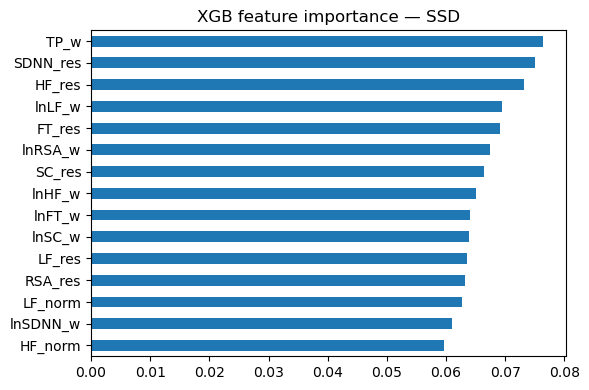 XGB feature importance — SSD
TP_w
SDNN_res
HF_res
lnLF_w
FT_res
lnRSA_w
SC_res
lnHF_w
lnFT_w
lnSC_w
LF_res
RSA_res
LF_norm
lnSDNN_w
HF_norm
0.00 0.01 0.02 0.03 0.04 0.05 0.06 0.07 0.08